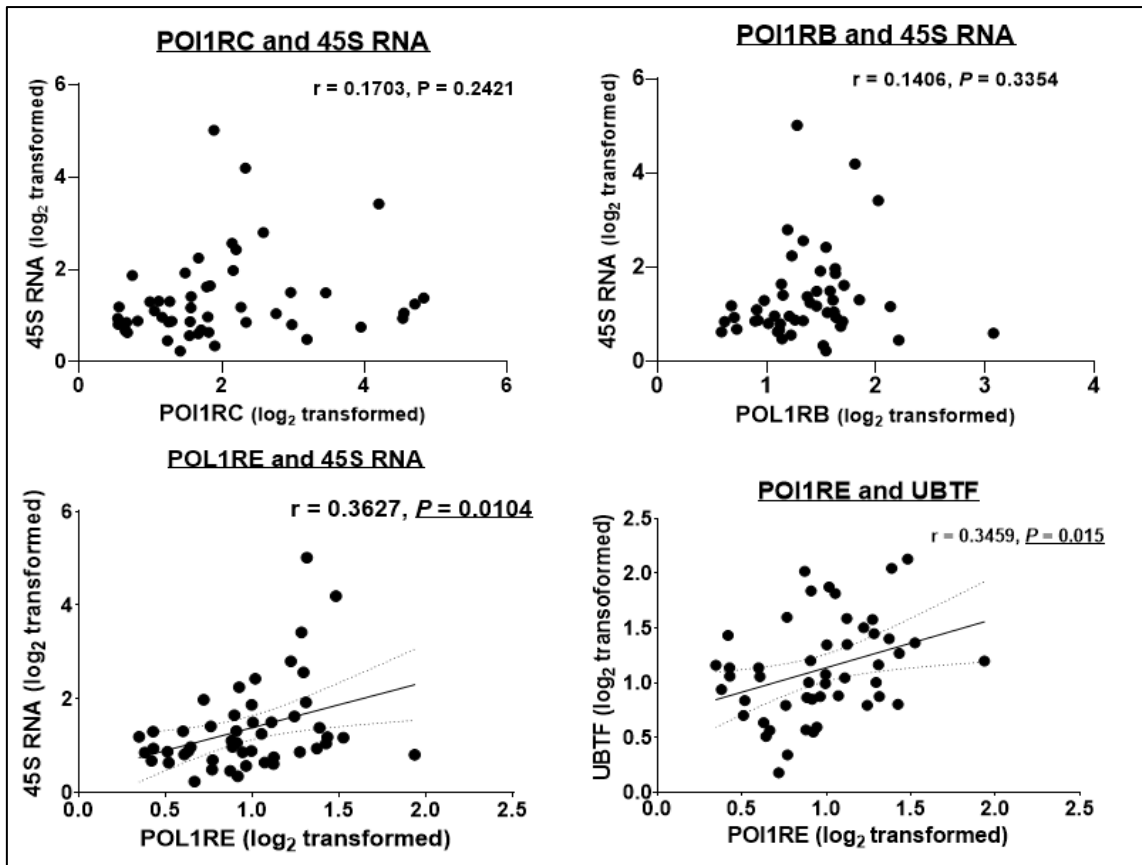 POI1RC and 45S RNA
r = 0.1703, P = 0.2421
45S RNA (log2 transformed)
6
4
2
0
0
2
4
6
POI1RC (log2 transformed)
POI1RB and 45S RNA
r = 0.1406, P = 0.3354
45S RNA (log2 transformed)
6
4
2
0
0
1
2
3
4
POL1RB (log2 transformed)
POL1RE and 45S RNA
r = 0.3627, P = 0.0104
45S RNA (log2 transformed)
6
4
2
0
0.0
0.5
1.0
1.5
2.0
2.5
POL1RE (log2 transformed)
POI1RE and UBTF
r = 0.3459, P = 0.015
UBTF (log2 transoformed)
2.5
2.0
1.5
1.0
0.5
0.0
0.0
0.5
1.0
1.5
2.0
2.5
POI1RE (log2 transformed)